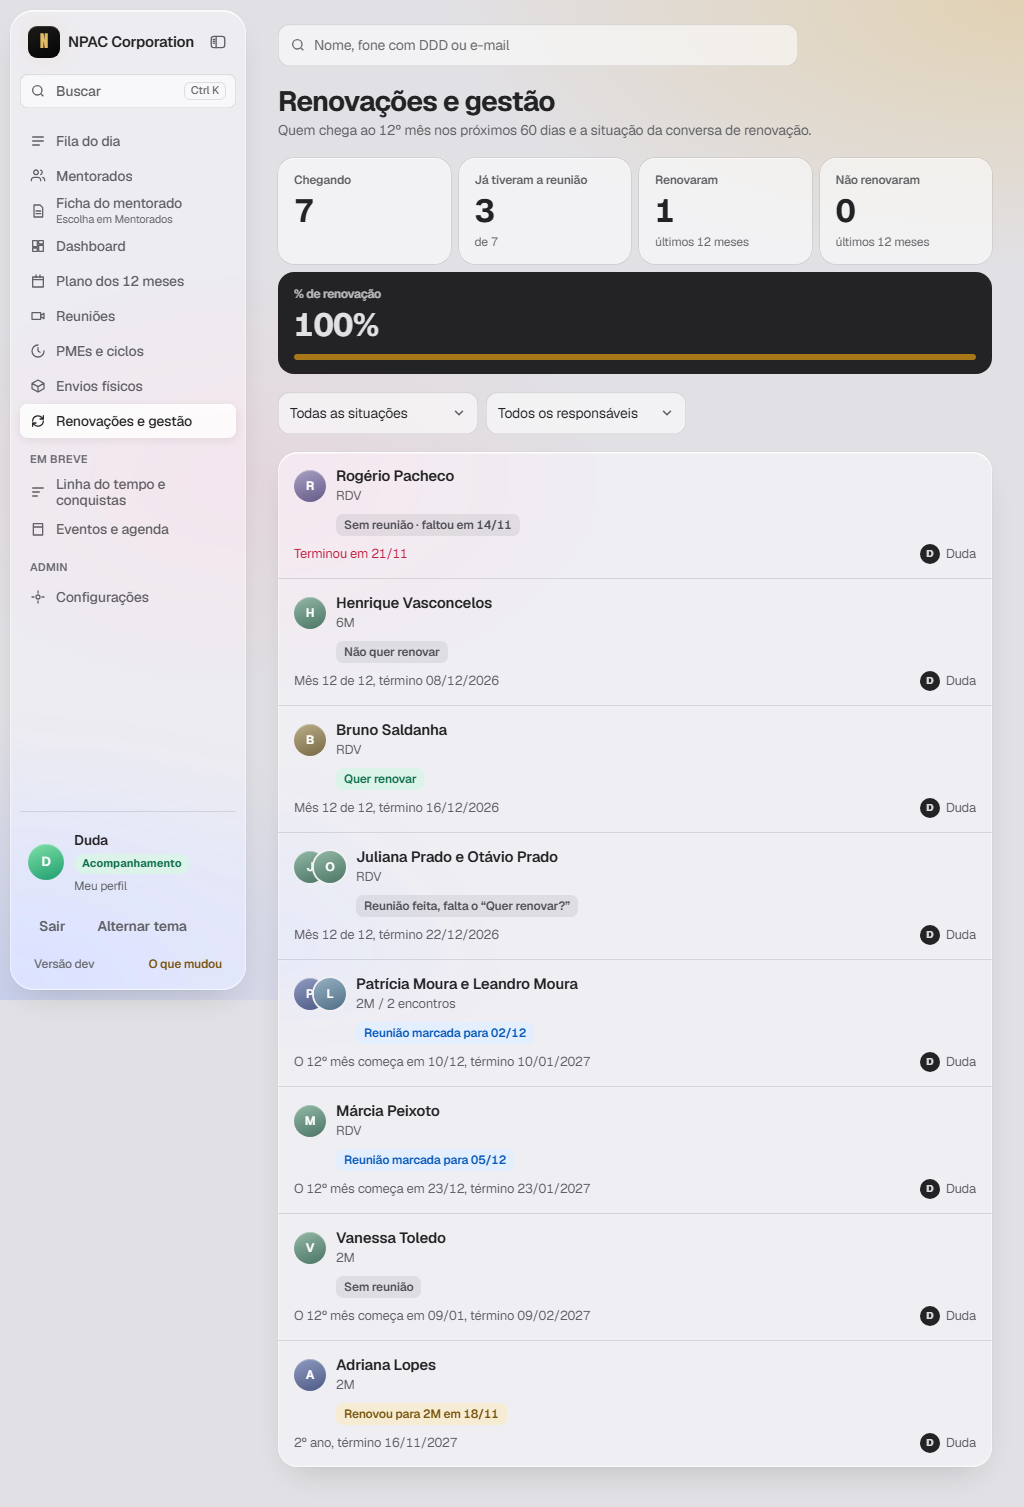 N
NPAC Corporation
Buscar
Ctrl K
Fila do dia
Mentorados
Ficha do mentorado
Escolha em Mentorados
Dashboard
Plano dos 12 meses
Reuniões
PMEs e ciclos
Envios físicos
Renovações e gestão
EM BREVE
Linha do tempo e
conquistas
Eventos e agenda
ADMIN
Configurações
D
Duda
Acompanhamento
Meu perfil
Sair
Alternar tema
Versão dev
O que mudou
Nome, fone com DDD ou e-mail
Renovações e gestão
Quem chega ao 12º mês nos próximos 60 dias e a situação da conversa de renovação.
Chegando
7
Já tiveram a reunião
3
de 7
Renovaram
1
últimos 12 meses
Não renovaram
0
últimos 12 meses
% de renovação
100%
Todas as situações
Todos os responsáveis
R
Rogério Pacheco
RDV
Sem reunião · faltou em 14/11
Terminou em 21/11
D Duda
H
Henrique Vasconcelos
6M
Não quer renovar
Mês 12 de 12, término 08/12/2026
D Duda
B
Bruno Saldanha
RDV
Quer renovar
Mês 12 de 12, término 16/12/2026
D Duda
J O
Juliana Prado e Otávio Prado
RDV
Reunião feita, falta o “Quer renovar?”
Mês 12 de 12, término 22/12/2026
D Duda
P L
Patrícia Moura e Leandro Moura
2M / 2 encontros
Reunião marcada para 02/12
O 12º mês começa em 10/12, término 10/01/2027
D Duda
M
Márcia Peixoto
RDV
Reunião marcada para 05/12
O 12º mês começa em 23/12, término 23/01/2027
D Duda
V
Vanessa Toledo
2M
Sem reunião
O 12º mês começa em 09/01, término 09/02/2027
D Duda
A
Adriana Lopes
2M
Renovou para 2M em 18/11
2º ano, término 16/11/2027
D Duda